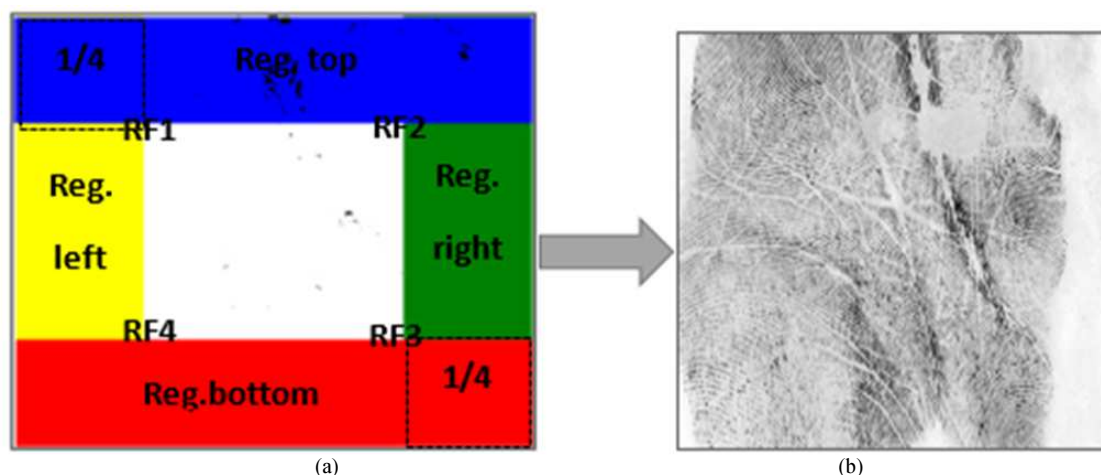 1/4
Reg. top
RF1
RF2
Reg.
left
Reg.
right
RF4
RF3
Reg.bottom
1/4
(a)
(b)